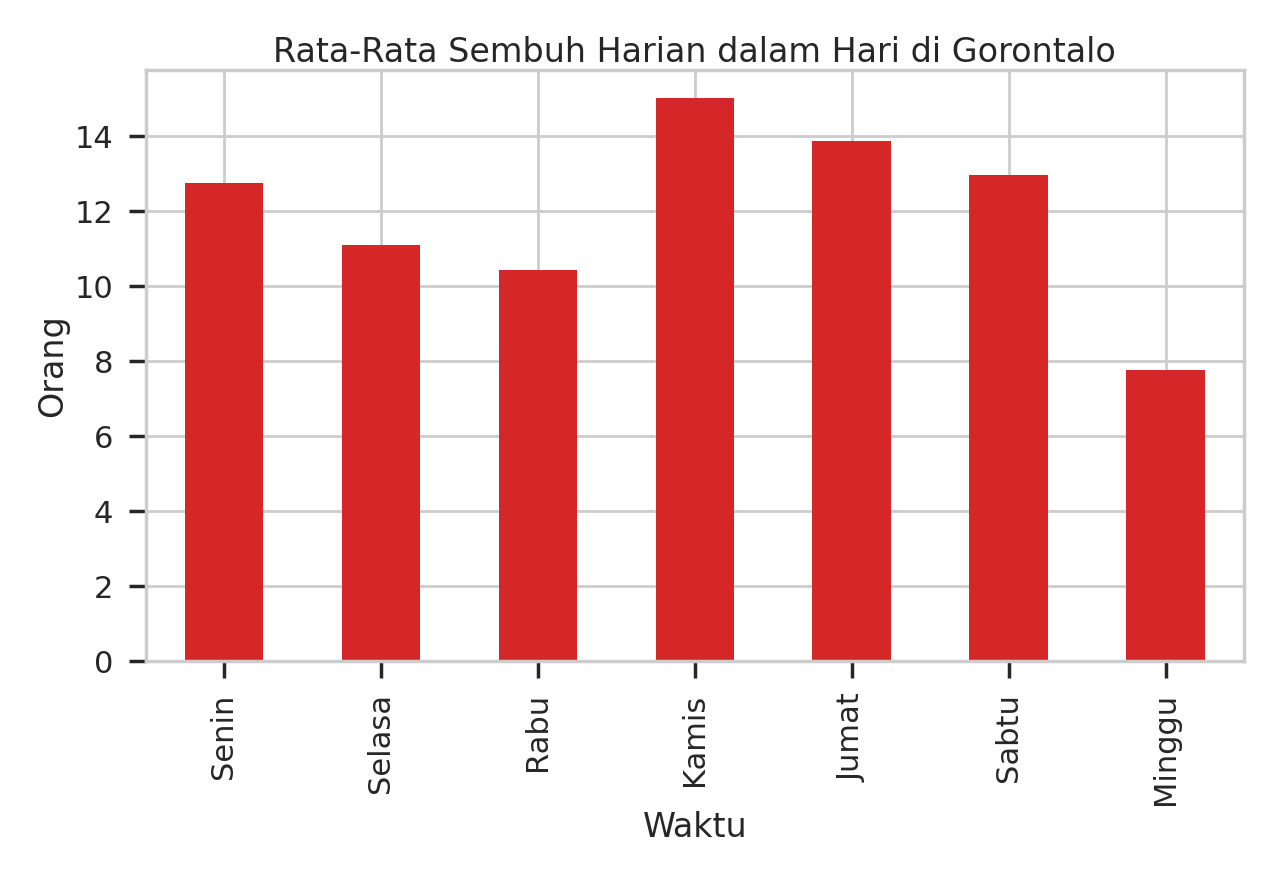 Rata-Rata Sembuh Harian dalam Hari di Gorontalo
14
12
10
8
6
4
2
0
Orang
Senin
Selasa
Rabu
Kamis
Jumat
Sabtu
Minggu
Waktu